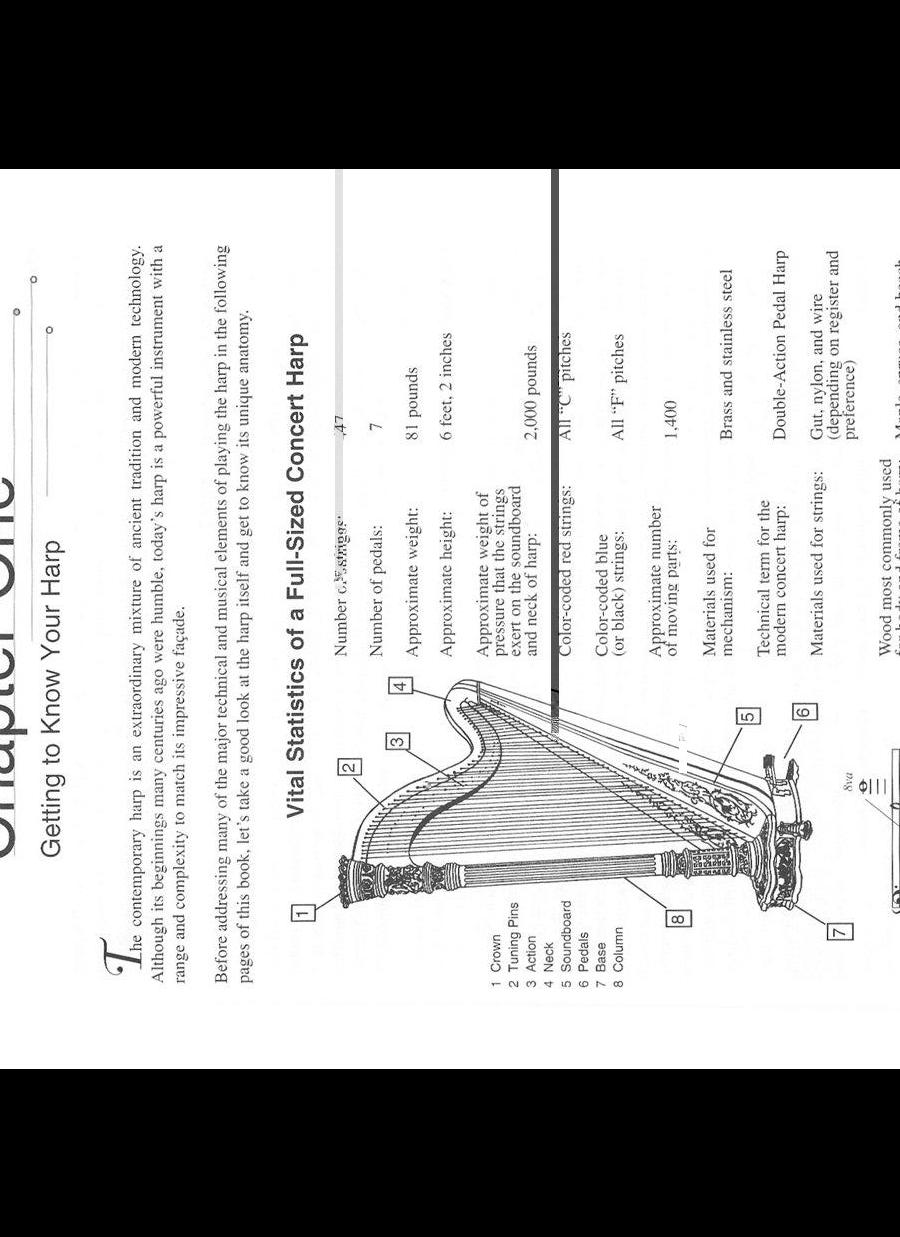 Chapter One
Getting to Know Your Harp
The contemporary harp is an extraordinary mixture of ancient tradition and modern technology.
Although its beginnings many centuries ago were humble, today's harp is a powerful instrument with a
range and complexity to match its impressive façade.
Before addressing many of the major technical and musical elements of playing the harp in the following
pages of this book, let's take a good look at the harp itself and get to know its unique anatomy.
Vital Statistics of a Full-Sized Concert Harp
1
2
3
4
5
6
7
8
1 Crown
2 Tuning Pins
3 Action
4 Neck
5 Soundboard
6 Pedals
7 Base
8 Column
Number strings: 47
Number of pedals: 7
Approximate weight: 81 pounds
Approximate height: 6 feet, 2 inches
Approximate weight of
pressure that the strings
exert on the soundboard
and neck of harp: 2,000 pounds
Color-coded red strings: All "C" pitches
Color-coded blue
(or black) strings: All "F" pitches
Approximate number
of moving parts: 1,400
Materials used for
mechanism: Brass and stainless steel
Technical term for the
modern concert harp: Double-Action Pedal Harp
Materials used for strings: Gut, nylon, and wire
(depending on register and
preference)
Wood most commonly used
8va